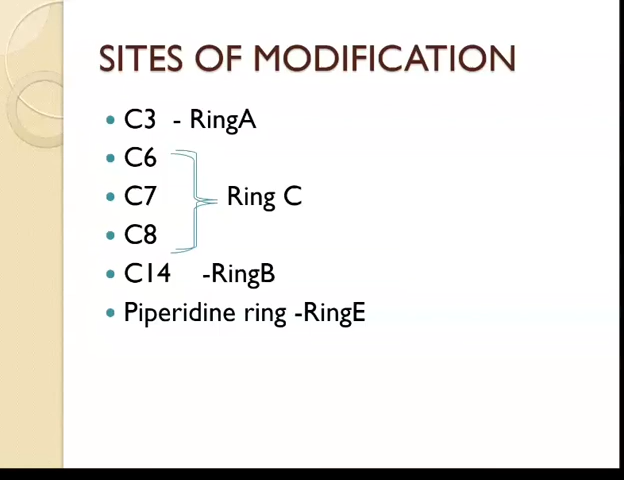 SITES OF MODIFICATION
• C3 - RingA
• C6
• C7 Ring C
• C8
• C14 -RingB
• Piperidine ring -RingE